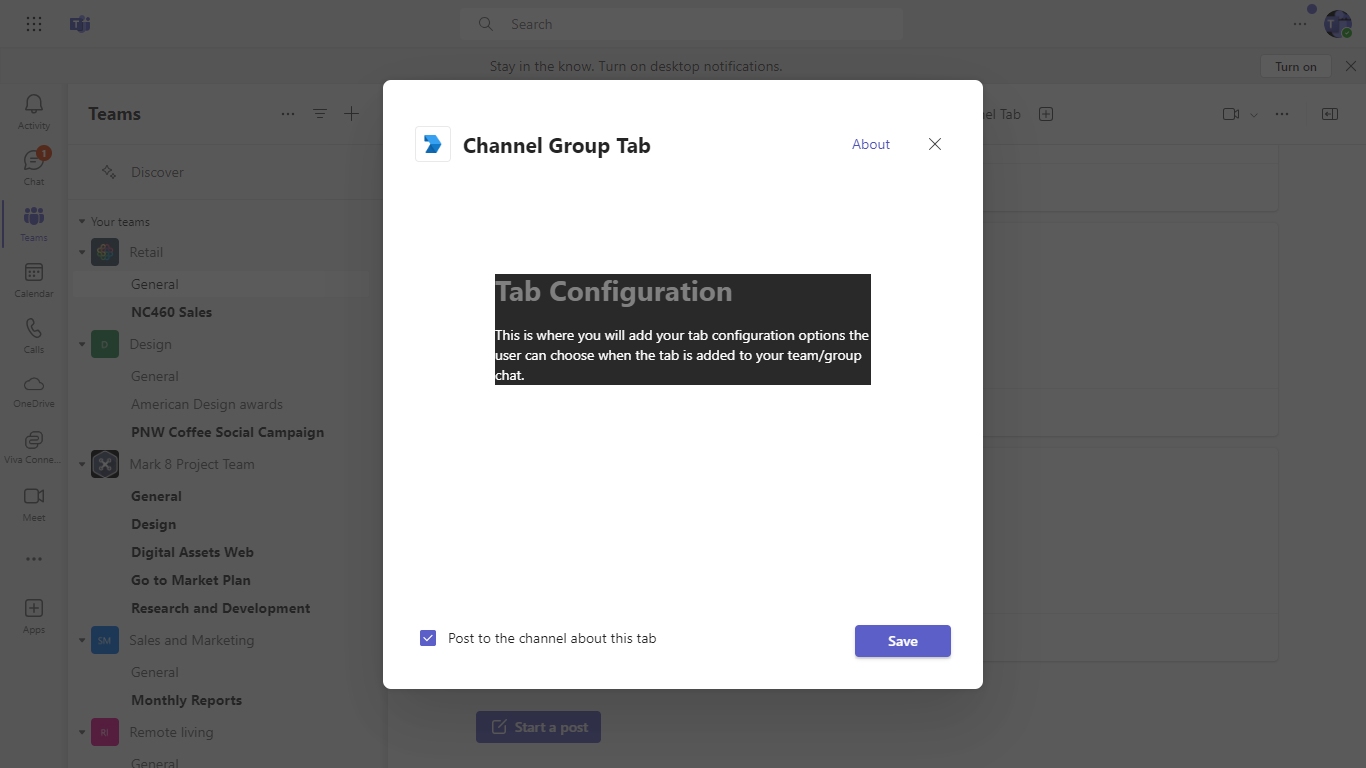 Search
Stay in the know. Turn on desktop notifications.
Turn on
Activity
Chat
1
Teams
Calendar
Calls
OneDrive
Viva Conne...
Meet
Apps
Teams
Discover
Your teams
Retail
General
NC460 Sales
D
Design
General
American Design awards
PNW Coffee Social Campaign
Mark 8 Project Team
General
Design
Digital Assets Web
Go to Market Plan
Research and Development
SM
Sales and Marketing
General
Monthly Reports
RI
Remote living
General
Tab
Channel Group Tab
About
Tab Configuration
This is where you will add your tab configuration options the
user can choose when the tab is added to your team/group
chat.
Post to the channel about this tab
Save
Start a post